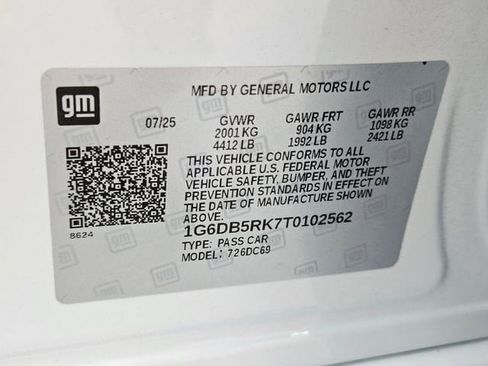 gm
MFD BY GENERAL MOTORS LLC
07/25 GVWR GAWR FRT GAWR RR
2001 KG 904 KG 1098 KG
4412 LB 1992 LB 2421 LB
THIS VEHICLE CONFORMS TO ALL
APPLICABLE U.S. FEDERAL MOTOR
VEHICLE SAFETY, BUMPER, AND THEFT
PREVENTION STANDARDS IN EFFECT ON
THE DATE OF MANUFACTURE SHOWN
ABOVE.
1G6DB5RK7T0102562
TYPE: PASS CAR
MODEL: 726DC69
8624